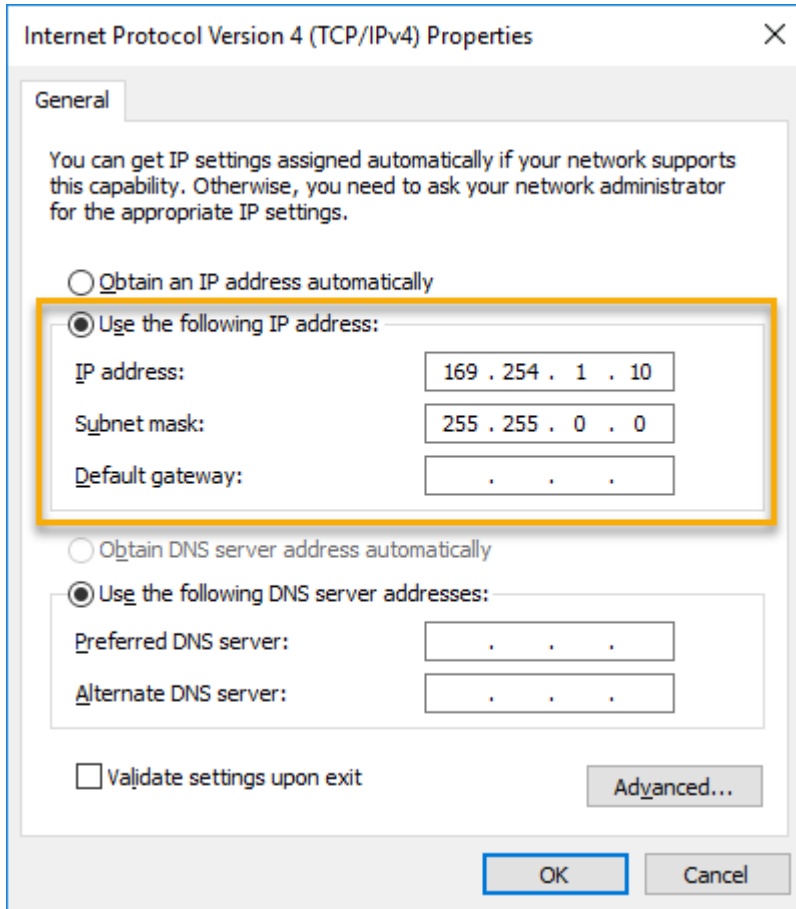 Internet Protocol Version 4 (TCP/IPv4) Properties
General
You can get IP settings assigned automatically if your network supports
this capability. Otherwise, you need to ask your network administrator
for the appropriate IP settings.
Obtain an IP address automatically
Use the following IP address:
IP address: 169 . 254 . 1 . 10
Subnet mask: 255 . 255 . 0 . 0
Default gateway: . . .
Obtain DNS server address automatically
Use the following DNS server addresses:
Preferred DNS server: . . .
Alternate DNS server: . . .
Validate settings upon exit
Advanced...
OK Cancel